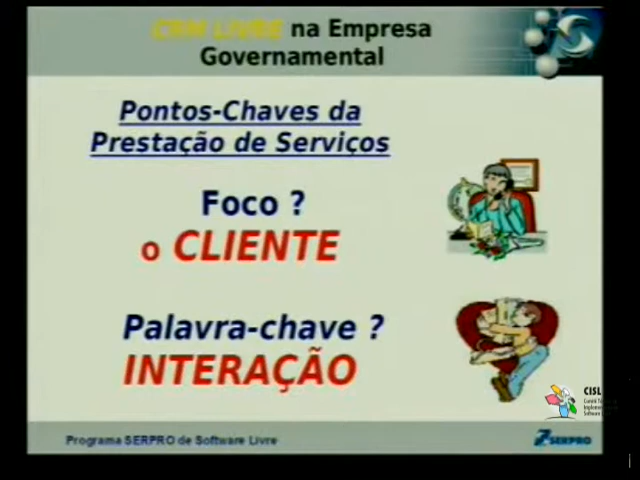 CRM LIVRE na Empresa
Governamental
Pontos-Chaves da
Prestação de Serviços
Foco ?
o CLIENTE
Palavra-chave ?
INTERAÇÃO
CISL
Programa SERPRO de Software Livre
SERPRO